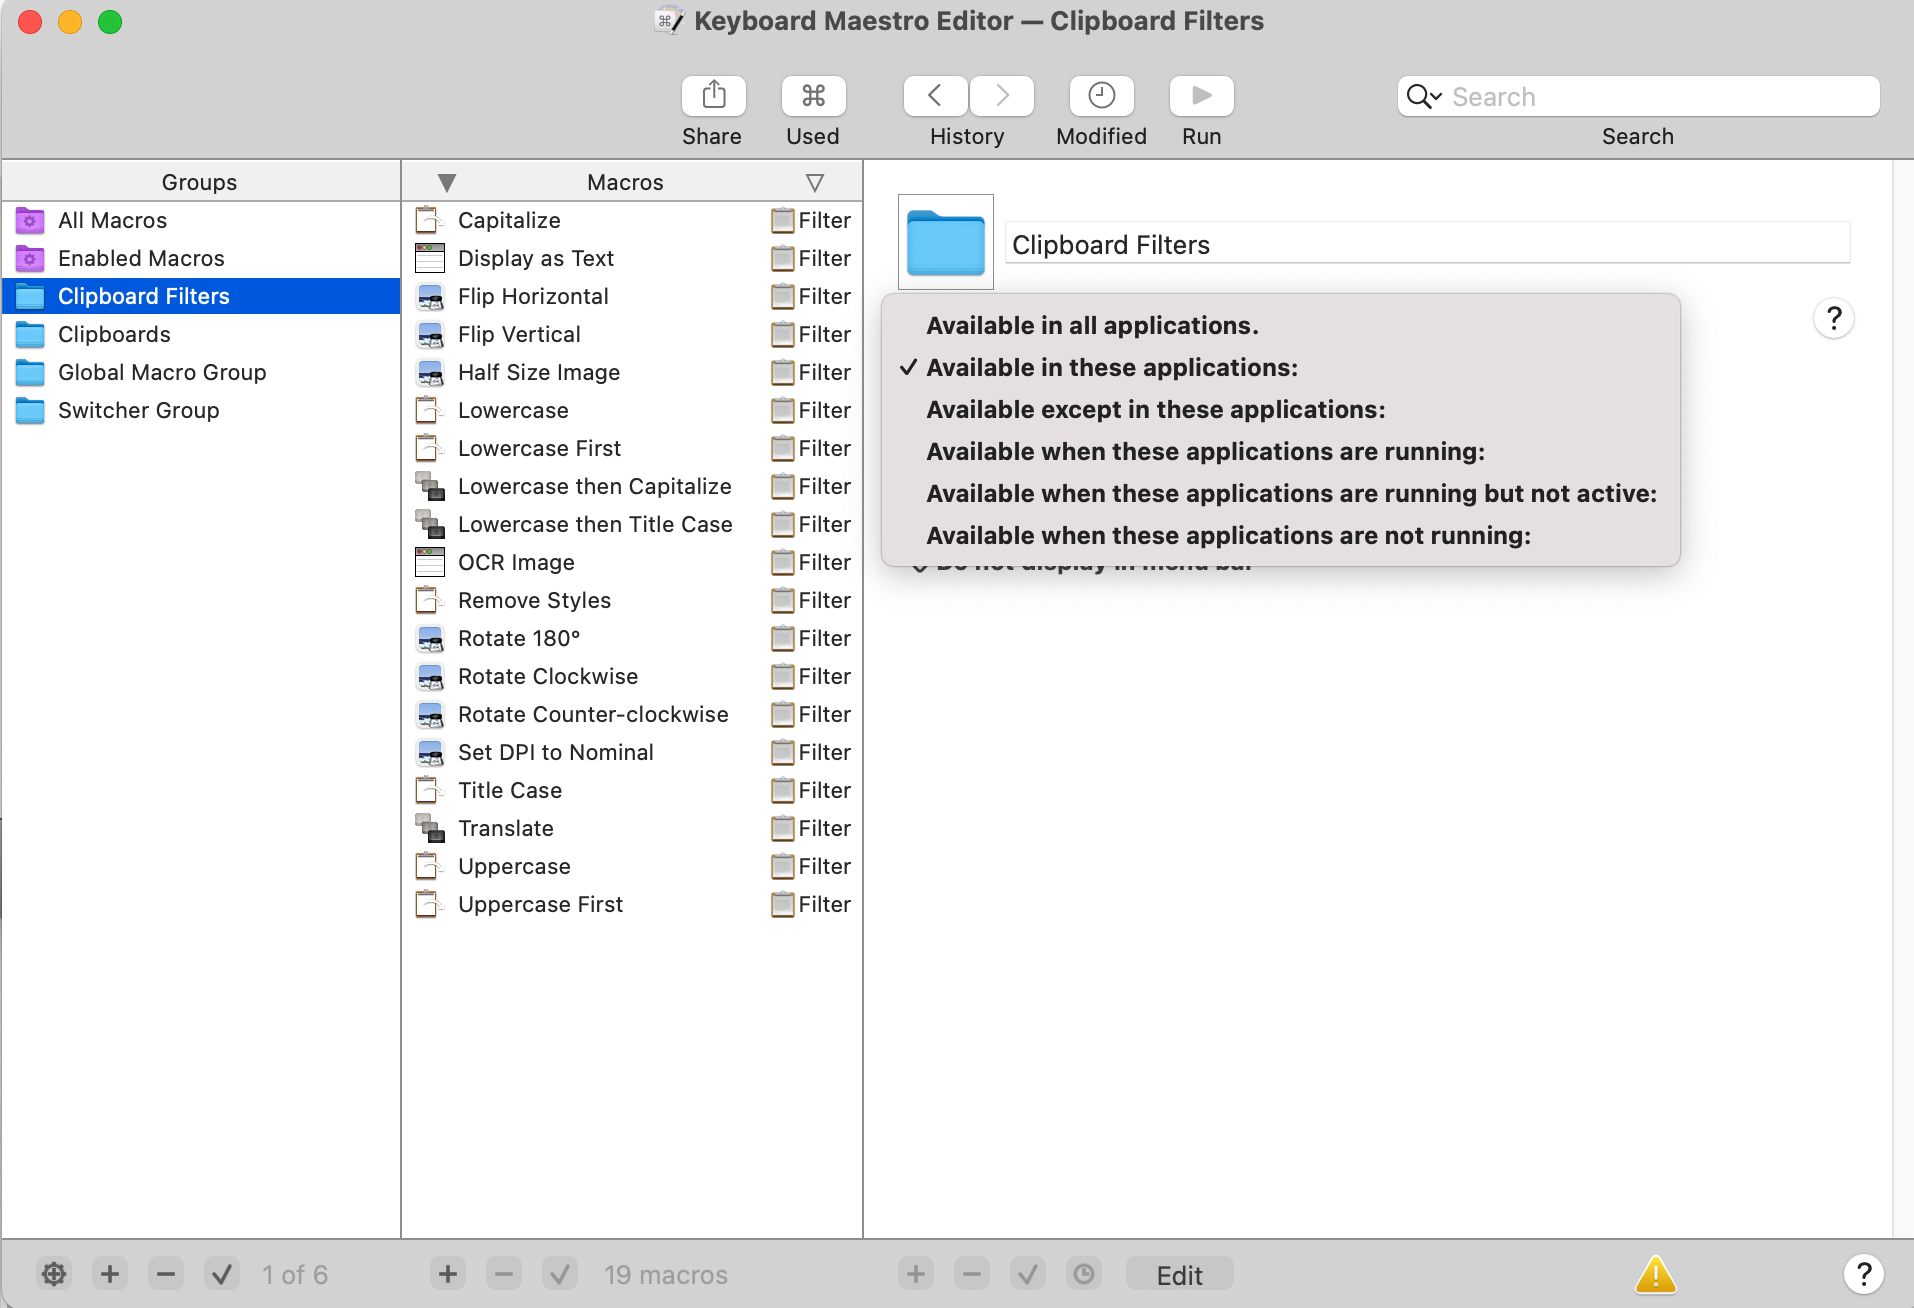 Keyboard Maestro Editor — Clipboard Filters
Share
Used
History
Modified
Run
Search
Search
Groups
All Macros
Enabled Macros
Clipboard Filters
Clipboards
Global Macro Group
Switcher Group
Macros
Capitalize Filter
Display as Text Filter
Flip Horizontal Filter
Flip Vertical Filter
Half Size Image Filter
Lowercase Filter
Lowercase First Filter
Lowercase then Capitalize Filter
Lowercase then Title Case Filter
OCR Image Filter
Remove Styles Filter
Rotate 180° Filter
Rotate Clockwise Filter
Rotate Counter-clockwise Filter
Set DPI to Nominal Filter
Title Case Filter
Translate Filter
Uppercase Filter
Uppercase First Filter
Clipboard Filters
?
Available in all applications.
✓ Available in these applications:
Available except in these applications:
Available when these applications are running:
Available when these applications are running but not active:
Available when these applications are not running:
Do not display in menu bar
1 of 6
19 macros
Edit
?